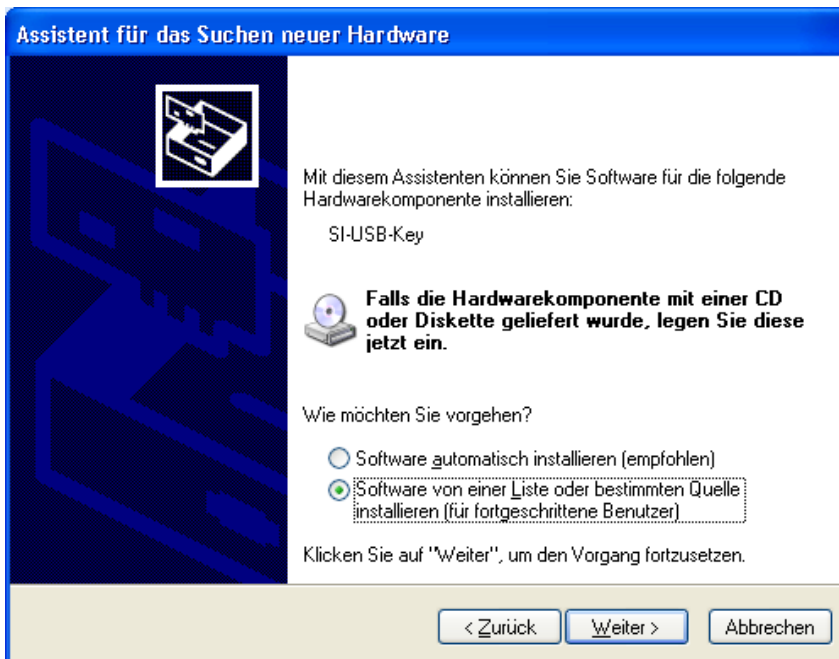 Assistent für das Suchen neuer Hardware
Mit diesem Assistenten können Sie Software für die folgende
Hardwarekomponente installieren:
SI-USB-Key
Falls die Hardwarekomponente mit einer CD
oder Diskette geliefert wurde, legen Sie diese
jetzt ein.
Wie möchten Sie vorgehen?
Software automatisch installieren (empfohlen)
Software von einer Liste oder bestimmten Quelle
installieren (für fortgeschrittene Benutzer)
Klicken Sie auf "Weiter", um den Vorgang fortzusetzen.
< Zurück Weiter > Abbrechen